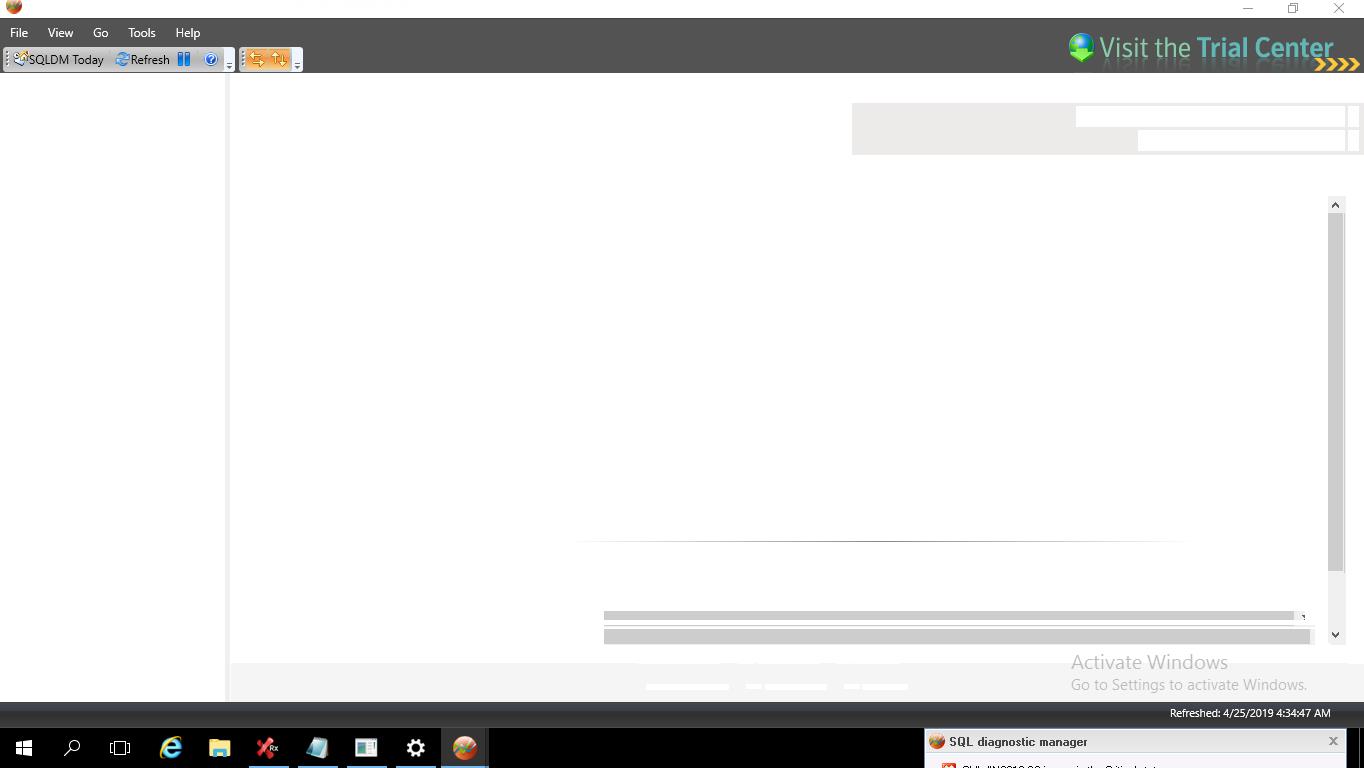 File View Go Tools Help
SQLDM Today Refresh
Visit the Trial Center
Activate Windows
Go to Settings to activate Windows.
Refreshed: 4/25/2019 4:34:47 AM
Rx
SQL diagnostic manager